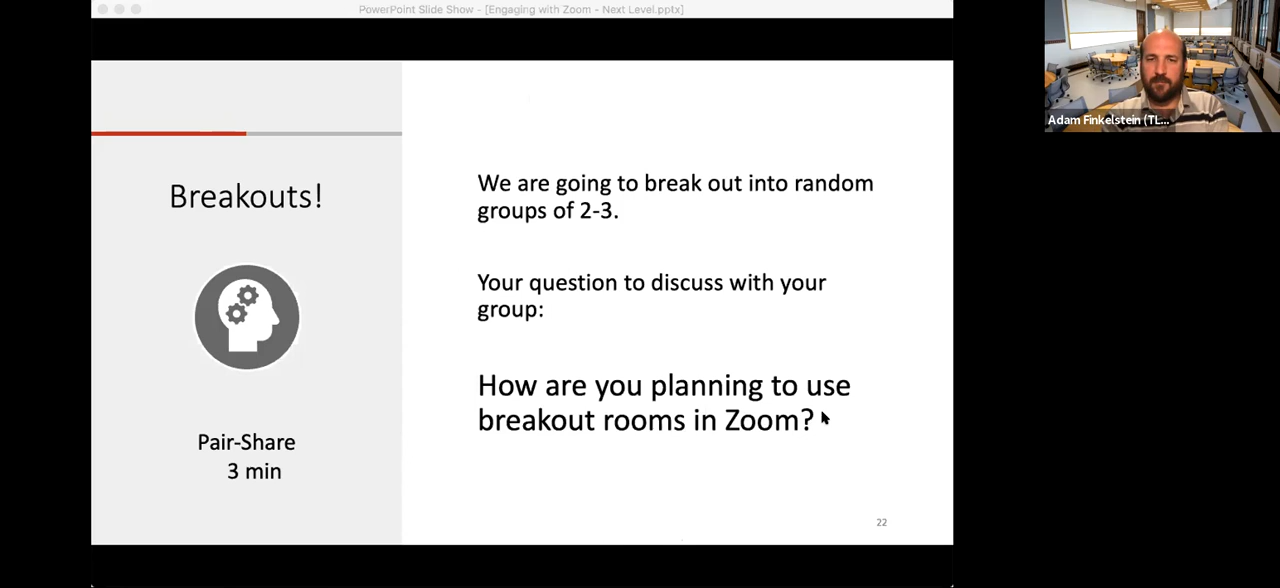 PowerPoint Slide Show - [Engaging with Zoom - Next Level.pptx]
Adam Finkelstein (TL...
Breakouts!
Pair-Share
3 min
We are going to break out into random
groups of 2-3.
Your question to discuss with your
group:
How are you planning to use
breakout rooms in Zoom?
22